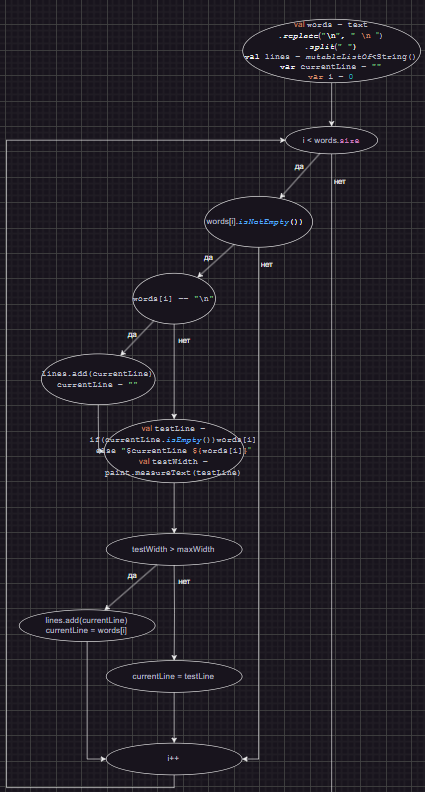 val words = text
.replace("\n", " \n ")
.split(" ")
val lines = mutableListOf<String()
var currentLine = ""
var i = 0
i < words.size
да
нет
words[i].isNotEmpty())
да
нет
words[i] == "\n"
да
нет
lines.add(currentLine)
currentLine = ""
val testLine =
if(currentLine.isEmpty())words[i]
else "$currentLine ${words[i]}"
val testWidth =
paint.measureText(testLine)
testWidth > maxWidth
да
нет
lines.add(currentLine)
currentLine = words[i]
currentLine = testLine
i++